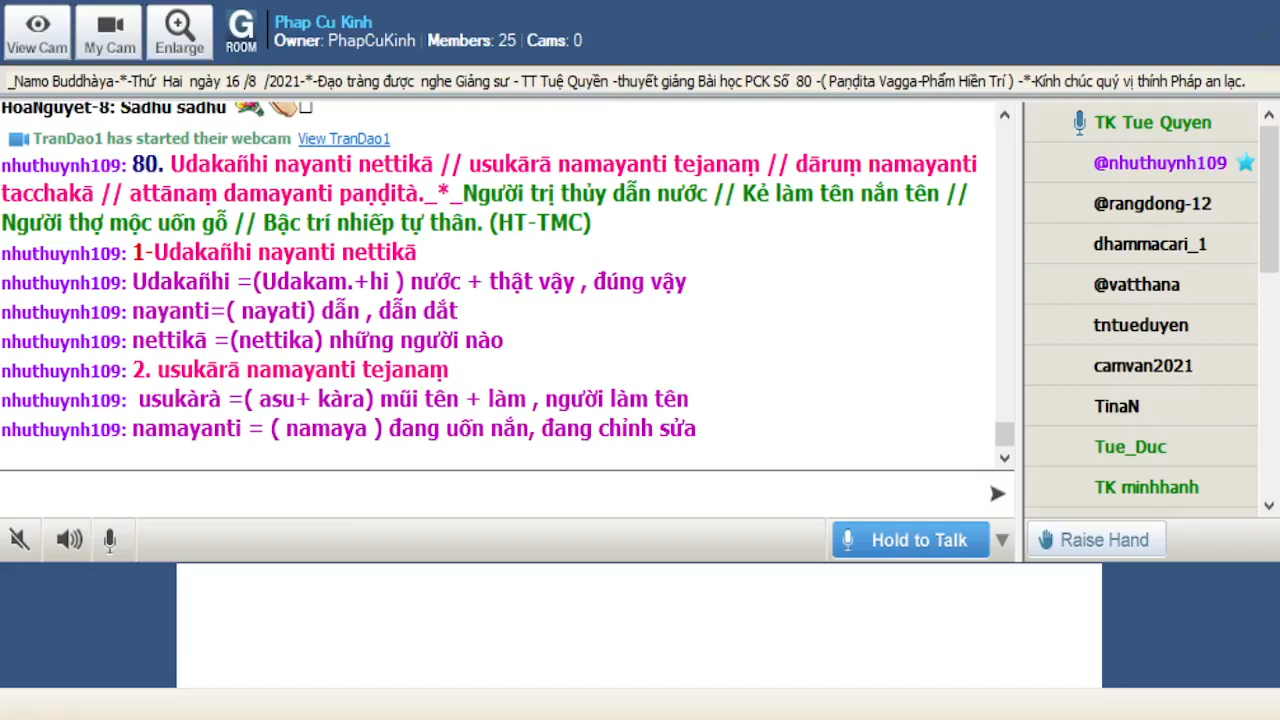 View Cam
My Cam
Enlarge
G
ROOM
Phap Cu Kinh
Owner: PhapCuKinh | Members: 25 | Cams: 0
_Namo Buddhàya-*-Thứ Hai ngày 16 /8 /2021-*-Đạo tràng được nghe Giảng sư - TT Tuệ Quyền -thuyết giảng Bài học PCK Số 80 -( Paṇḍita Vagga-Phẩm Hiền Trí ) -*-Kính chúc quý vị thính Pháp an lạc.
HoaNguyet-8: Sadhu sadhu
TranDao1 has started their webcam View TranDao1
nhuthuynh109: 80. Udakañhi nayanti nettikā // usukārā namayanti tejanaṃ // dāruṃ namayanti
tacchakā // attānaṃ damayanti paṇḍità._*_Người trị thủy dẫn nước // Kẻ làm tên nắn tên //
Người thợ mộc uốn gỗ // Bậc trí nhiếp tự thân. (HT-TMC)
nhuthuynh109: 1-Udakañhi nayanti nettikā
nhuthuynh109: Udakañhi =(Udakam.+hi ) nước + thật vậy , đúng vậy
nhuthuynh109: nayanti=( nayati) dẫn , dẫn dắt
nhuthuynh109: nettikā =(nettika) những người nào
nhuthuynh109: 2. usukārā namayanti tejanaṃ
nhuthuynh109: usukàrà =( asu+ kàra) mũi tên + làm , người làm tên
nhuthuynh109: namayanti = ( namaya ) đang uốn nắn, đang chỉnh sửa
TK Tue Quyen
@nhuthuynh109
@rangdong-12
dhammacari_1
@vatthana
tntueduyen
camvan2021
TinaN
Tue_Duc
TK minhhanh
Hold to Talk
Raise Hand